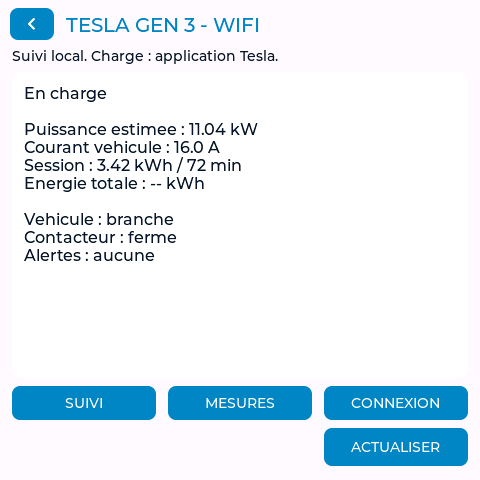 TESLA GEN 3 - WIFI
Suivi local. Charge : application Tesla.
En charge
Puissance estimee : 11.04 kW
Courant vehicule : 16.0 A
Session : 3.42 kWh / 72 min
Energie totale : -- kWh
Vehicule : branche
Contacteur : ferme
Alertes : aucune
SUIVI
MESURES
CONNEXION
ACTUALISER